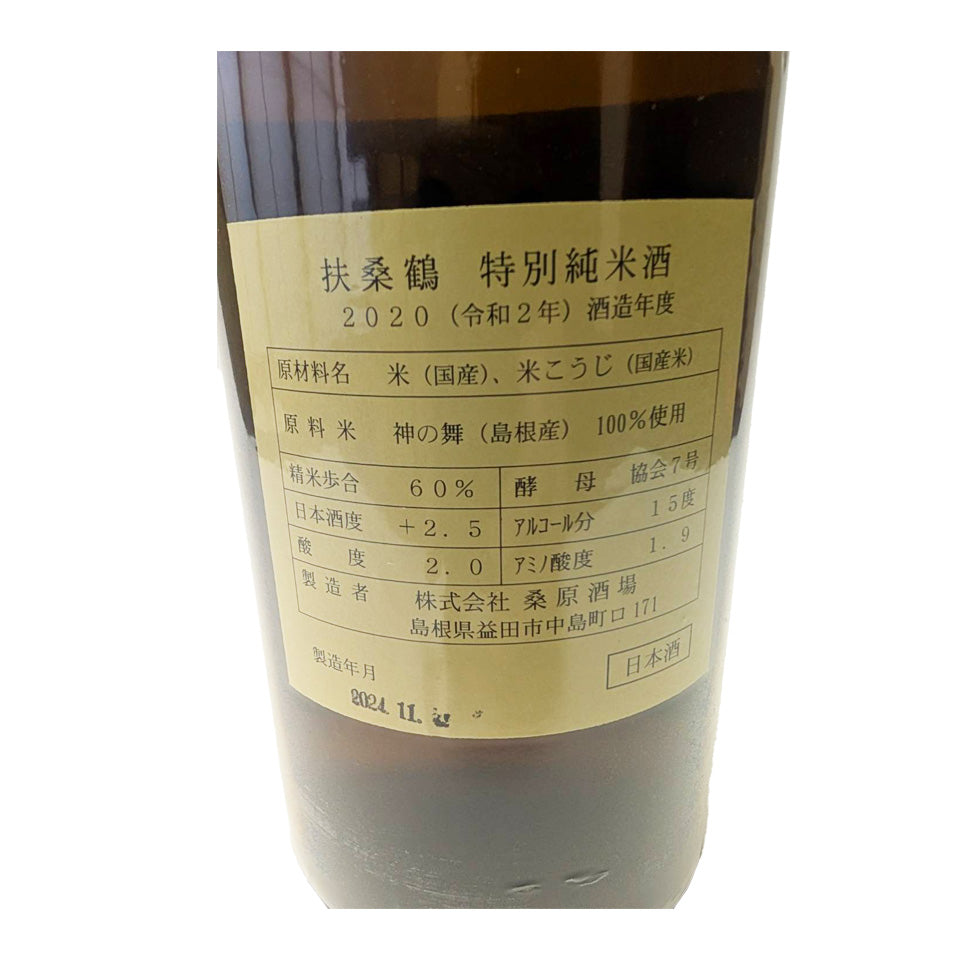 扶桑鶴 特別純米酒
2020（令和2年）酒造年度
原材料名 米（国産）、米こうじ（国産米）
原料米 神の舞（島根産） 100％使用
精米歩合 60％ 酵母 協会7号
日本酒度 ＋2.5 アルコール分 15度
酸度 2.0 アミノ酸度 1.9
製造者 株式会社 桑原酒場
島根県益田市中島町ロ171
製造年月 日本酒
2024.11.